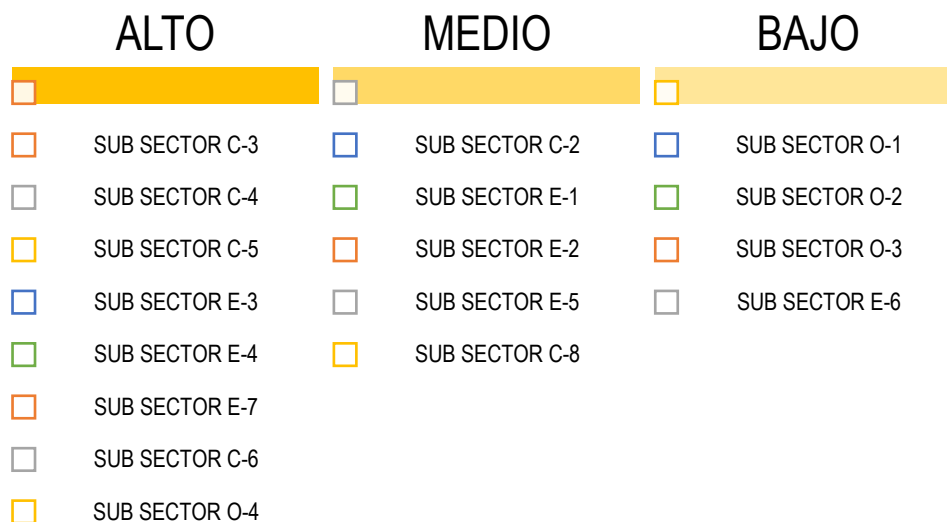 ALTO
SUB SECTOR C-3
SUB SECTOR C-4
SUB SECTOR C-5
SUB SECTOR E-3
SUB SECTOR E-4
SUB SECTOR E-7
SUB SECTOR C-6
SUB SECTOR O-4
MEDIO
SUB SECTOR C-2
SUB SECTOR E-1
SUB SECTOR E-2
SUB SECTOR E-5
SUB SECTOR C-8
BAJO
SUB SECTOR O-1
SUB SECTOR O-2
SUB SECTOR O-3
SUB SECTOR E-6